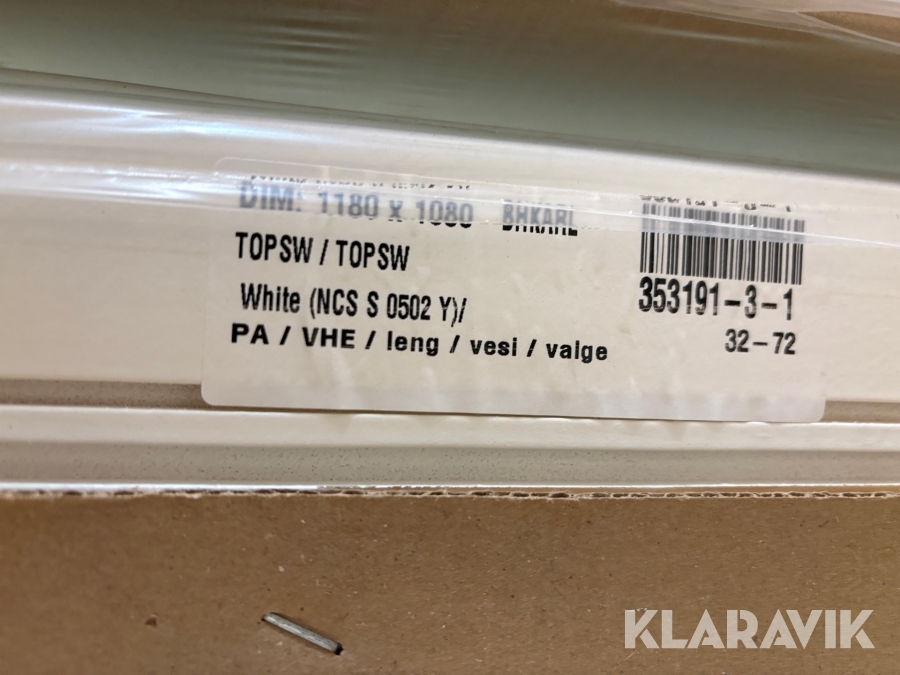 DIM: 1180 x 1080
TOPSW / TOPSW
White (NCS S 0502 Y)/
PA / VHE / leng / vesi / valge
353191-3-1
32-72
KLARAVIK